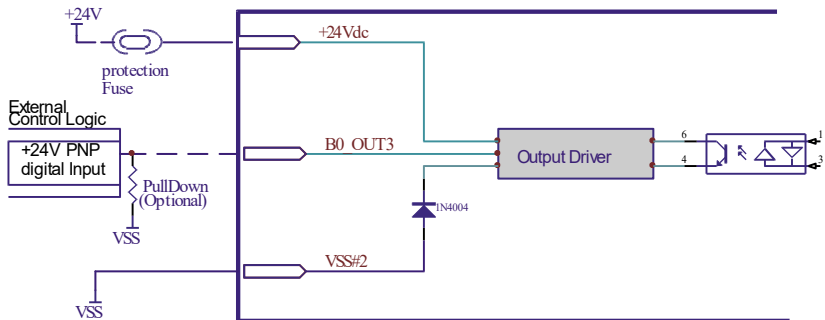 +24V
+24Vdc
protection
Fuse
External
Control Logic
+24V PNP
digital Input
B0_OUT3
Output Driver
6
1
4
3
PullDown
(Optional)
1N4004
VSS
VSS#2
VSS